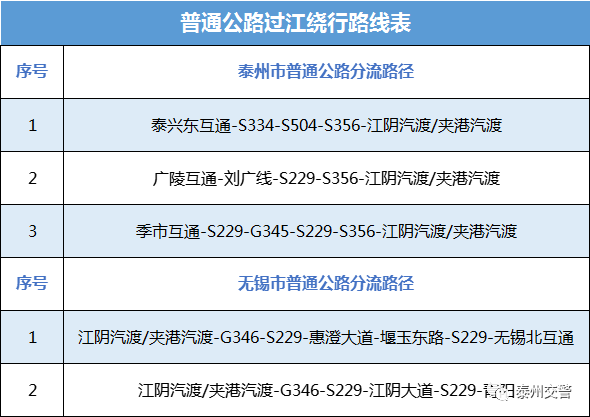 普通公路过江绕行路线表
序号 泰州市普通公路分流路径
1 泰兴东互通-S334-S504-S356-江阴汽渡/夹港汽渡
2 广陵互通-刘广线-S229-S356-江阴汽渡/夹港汽渡
3 季市互通-S229-G345-S229-S356-江阴汽渡/夹港汽渡
序号 无锡市普通公路分流路径
1 江阴汽渡/夹港汽渡-G346-S229-惠澄大道-堰玉东路-S229-无锡北互通
2 江阴汽渡/夹港汽渡-G346-S229-江阴大道-S229-青阳
泰州交警